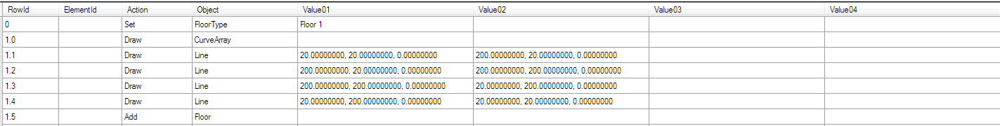 RowId ElementId Action Object Value01 Value02 Value03 Value04
0 Set FloorType Floor 1
1.0 Draw CurveArray
1.1 Draw Line 20.00000000, 20.00000000, 0.00000000 200.00000000, 20.00000000, 0.00000000
1.2 Draw Line 200.00000000, 20.00000000, 0.00000000 200.00000000, 200.00000000, 0.00000000
1.3 Draw Line 200.00000000, 200.00000000, 0.00000000 20.00000000, 200.00000000, 0.00000000
1.4 Draw Line 20.00000000, 200.00000000, 0.00000000 20.00000000, 20.00000000, 0.00000000
1.5 Add Floor